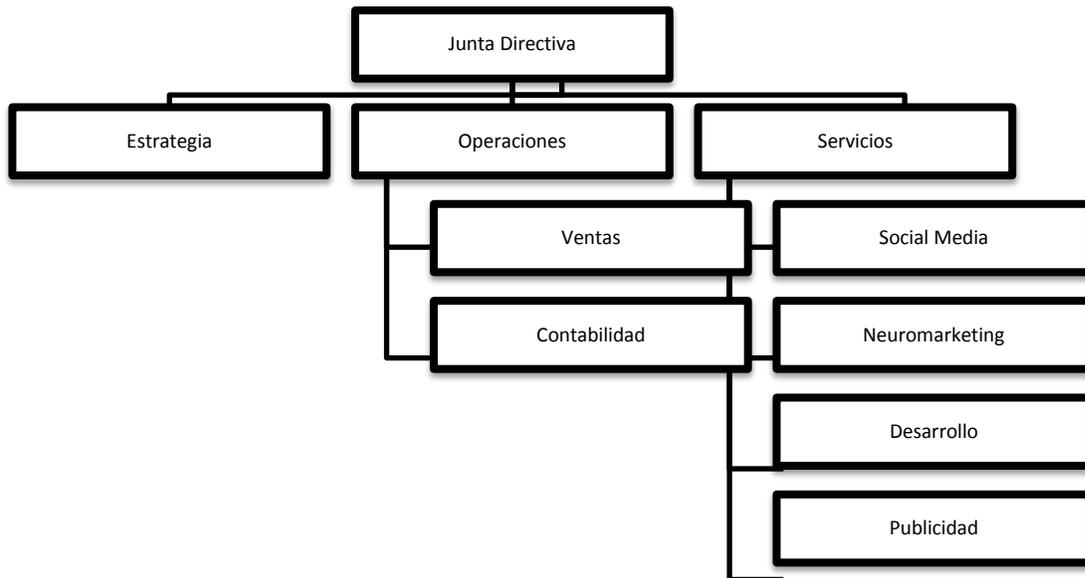 Junta Directiva
Estrategia
Operaciones
Servicios
Ventas
Social Media
Contabilidad
Neuromarketing
Desarrollo
Publicidad